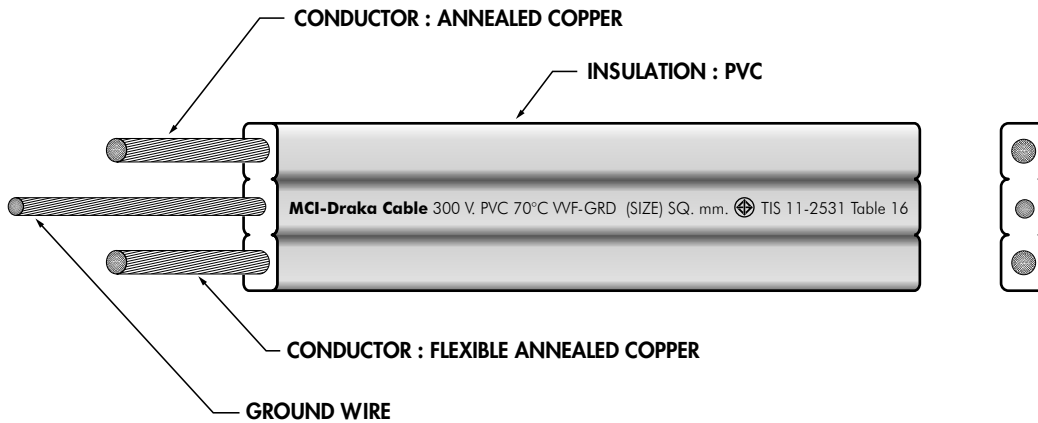 CONDUCTOR : ANNEALED COPPER
INSULATION : PVC
MCI-Draka Cable 300 V. PVC 70°C VVF-GRD (SIZE) SQ. mm. TIS 11-2531 Table 16
CONDUCTOR : FLEXIBLE ANNEALED COPPER
GROUND WIRE